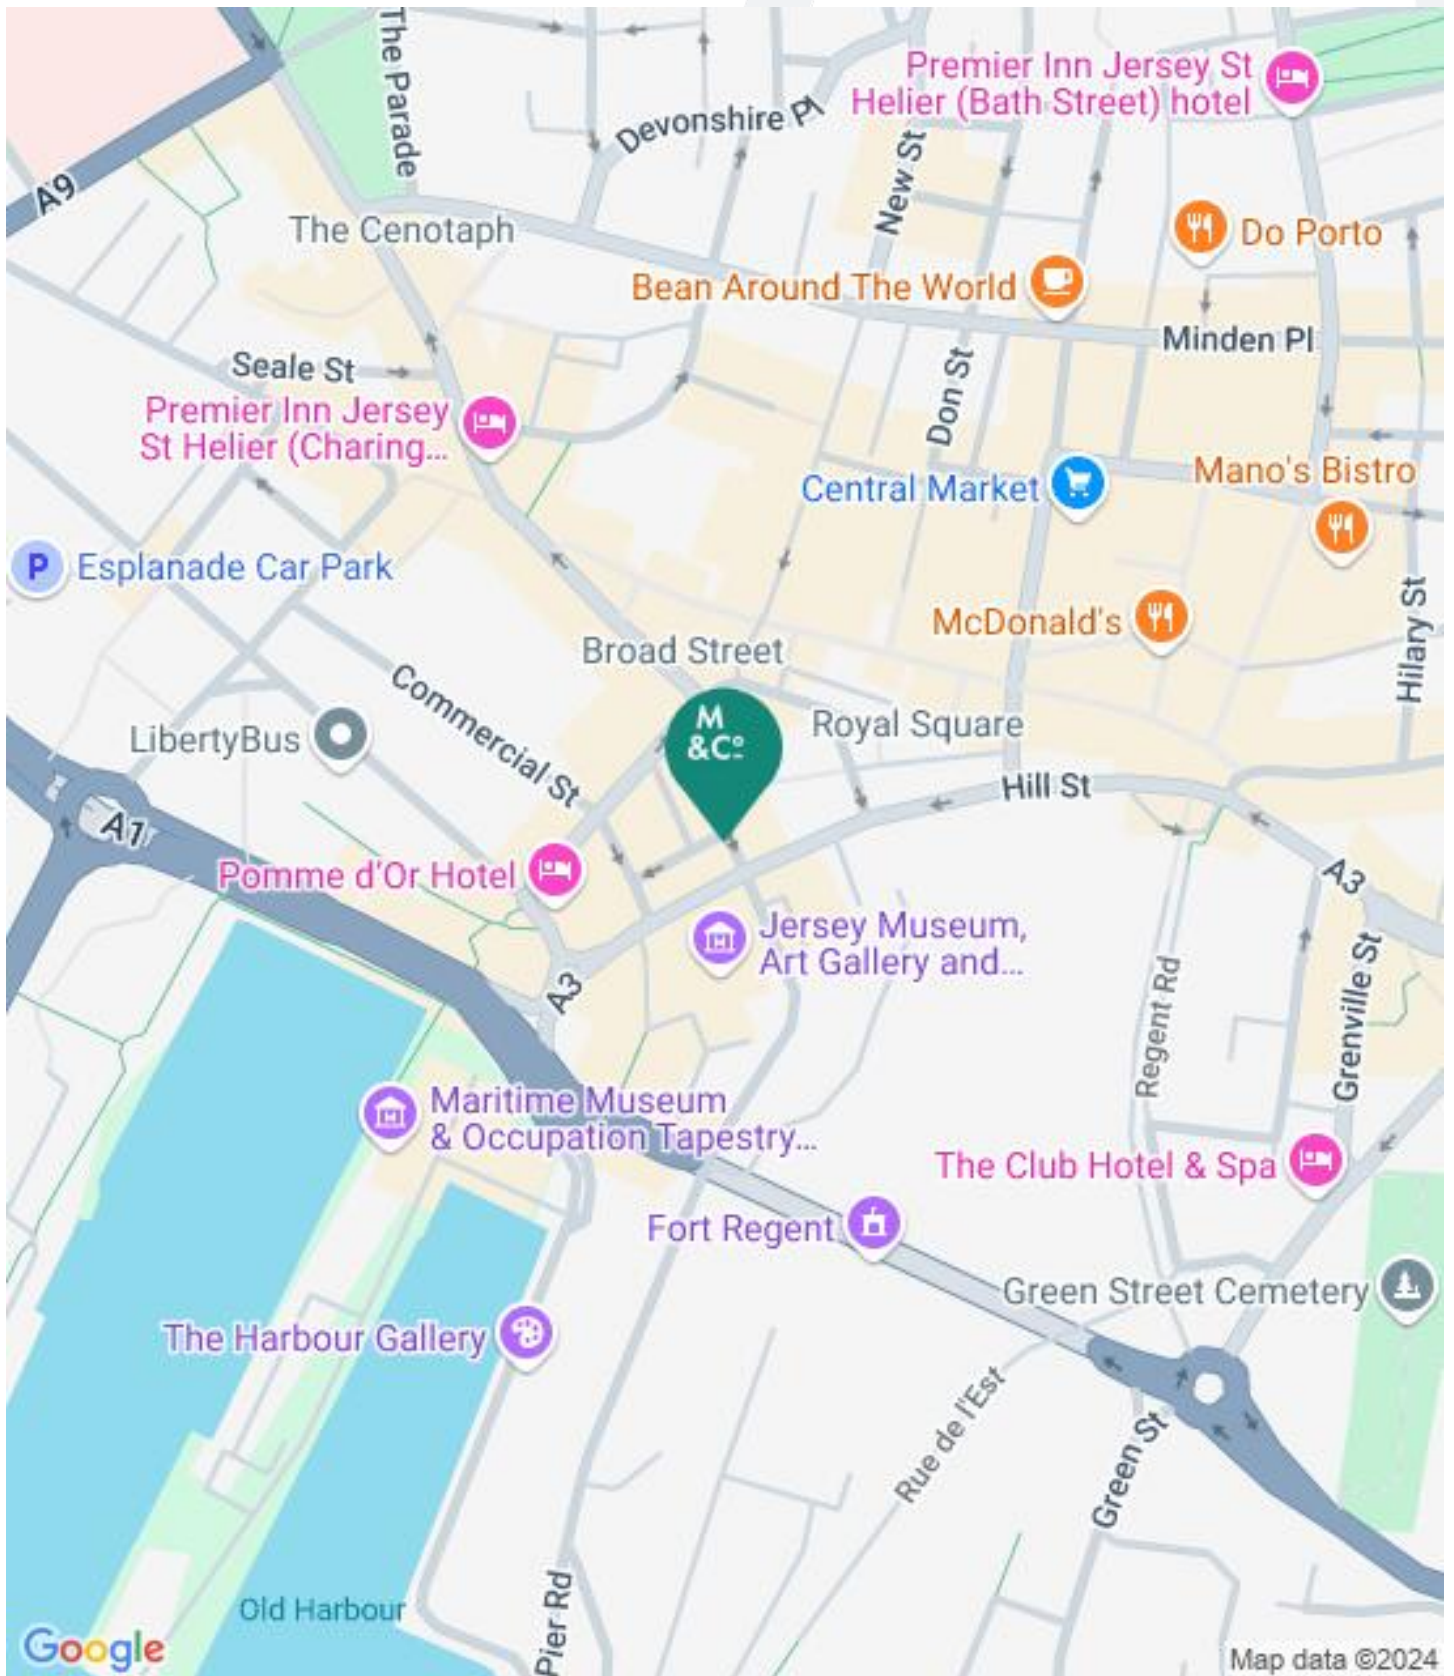 The Parade
Premier Inn Jersey St
Helier (Bath Street) hotel
Devonshire Pl
New St
A9
The Cenotaph
Do Porto
Bean Around The World
Minden Pl
Seale St
Don St
Premier Inn Jersey
St Helier (Charing...
Central Market
Mano's Bistro
P
Esplanade Car Park
McDonald's
Hilary St
Broad Street
Commercial St
M
&Cº
Royal Square
LibertyBus
Hill St
A1
Pomme d'Or Hotel
A3
Jersey Museum,
Art Gallery and...
Grenville St
A3
Regent Rd
Maritime Museum
& Occupation Tapestry...
The Club Hotel & Spa
Fort Regent
Green Street Cemetery
The Harbour Gallery
Rue de l'Est
Green St
Old Harbour
Pier Rd
Google
Map data ©2024